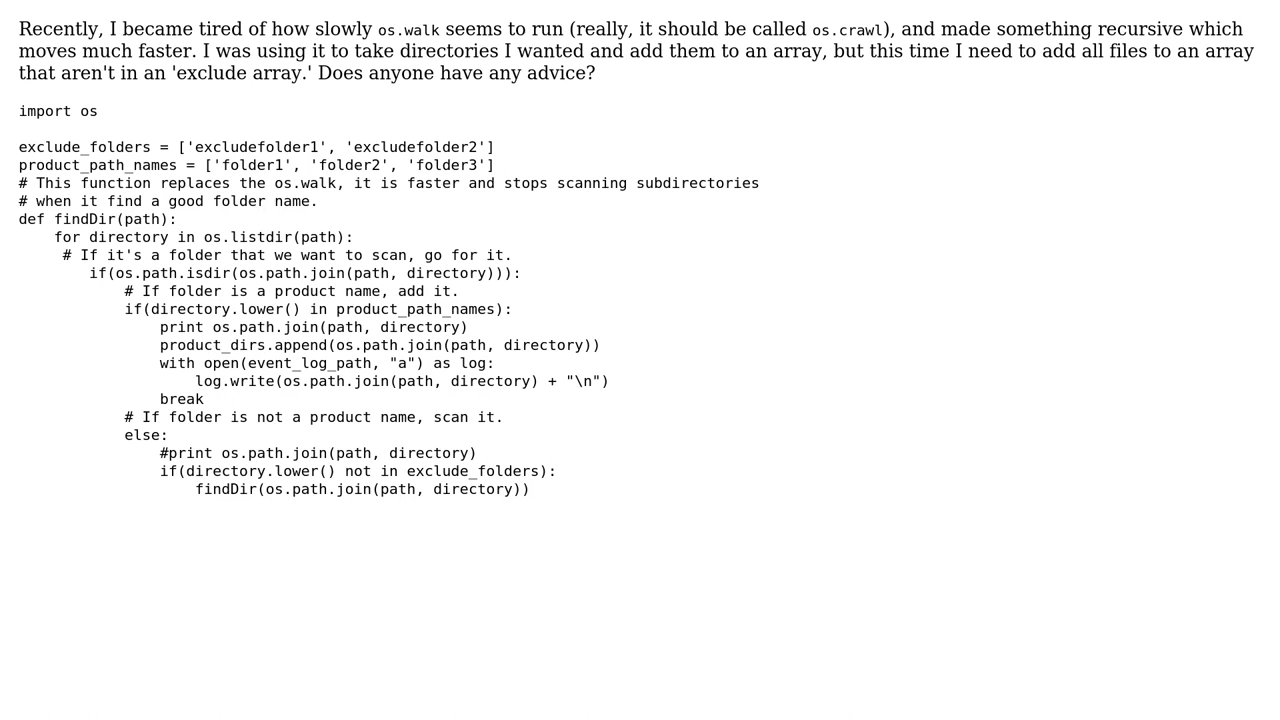 Recently, I became tired of how slowly os.walk seems to run (really, it should be called os.crawl), and made something recursive which
moves much faster. I was using it to take directories I wanted and add them to an array, but this time I need to add all files to an array
that aren't in an 'exclude array.' Does anyone have any advice?
import os
exclude_folders = ['excludefolder1', 'excludefolder2']
product_path_names = ['folder1', 'folder2', 'folder3']
# This function replaces the os.walk, it is faster and stops scanning subdirectories
# when it find a good folder name.
def findDir(path):
    for directory in os.listdir(path):
     # If it's a folder that we want to scan, go for it.
        if(os.path.isdir(os.path.join(path, directory))):
            # If folder is a product name, add it.
            if(directory.lower() in product_path_names):
                print os.path.join(path, directory)
                product_dirs.append(os.path.join(path, directory))
                with open(event_log_path, "a") as log:
                    log.write(os.path.join(path, directory) + "\n")
                break
            # If folder is not a product name, scan it.
            else:
                #print os.path.join(path, directory)
                if(directory.lower() not in exclude_folders):
                    findDir(os.path.join(path, directory))